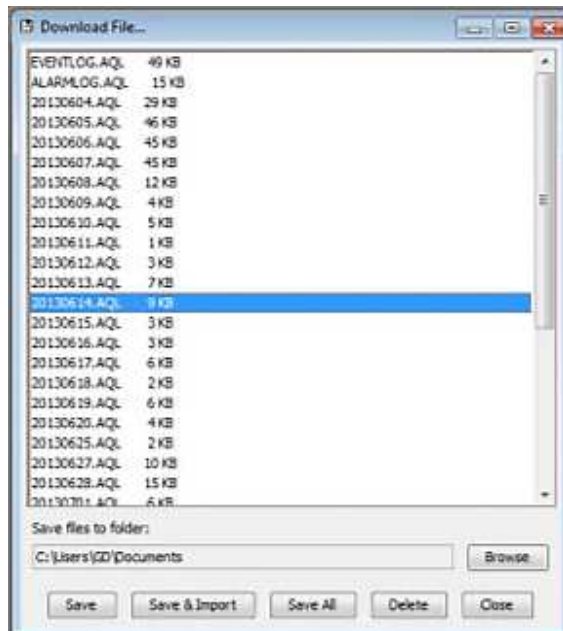 Download File...
EVENTLOG.AQL 49 KB
ALARMLOG.AQL 15 KB
20130604.AQL 29 KB
20130605.AQL 46 KB
20130606.AQL 45 KB
20130607.AQL 45 KB
20130608.AQL 12 KB
20130609.AQL 4 KB
20130610.AQL 5 KB
20130611.AQL 1 KB
20130612.AQL 3 KB
20130613.AQL 7 KB
20130614.AQL 9 KB
20130615.AQL 3 KB
20130616.AQL 3 KB
20130617.AQL 6 KB
20130618.AQL 2 KB
20130619.AQL 6 KB
20130620.AQL 4 KB
20130625.AQL 2 KB
20130627.AQL 10 KB
20130628.AQL 15 KB
20130701.AQL 6 KB
Save files to folder:
C:\Users\GD\Documents Browse
Save Save & Import Save All Delete Close